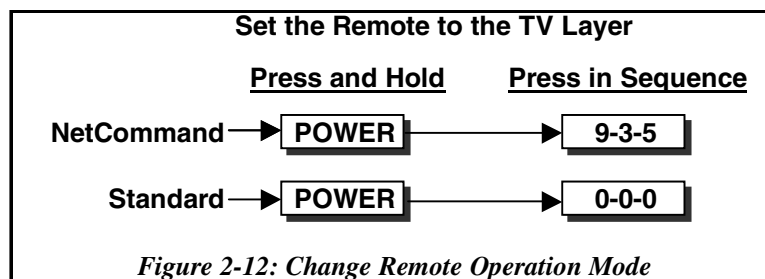 Set the Remote to the TV Layer
Press and Hold Press in Sequence
NetCommand POWER 9-3-5
Standard POWER 0-0-0
Figure 2-12: Change Remote Operation Mode